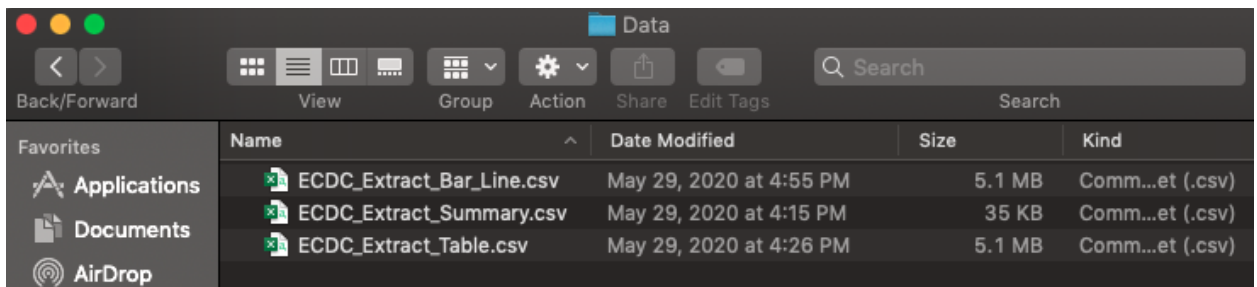 Data
Search
Back/Forward View Group Action Share Edit Tags Search
Favorites Name Date Modified Size Kind
Applications ECDC_Extract_Bar_Line.csv May 29, 2020 at 4:55 PM 5.1 MB Comm...et (.csv)
Documents ECDC_Extract_Summary.csv May 29, 2020 at 4:15 PM 35 KB Comm...et (.csv)
AirDrop ECDC_Extract_Table.csv May 29, 2020 at 4:26 PM 5.1 MB Comm...et (.csv)